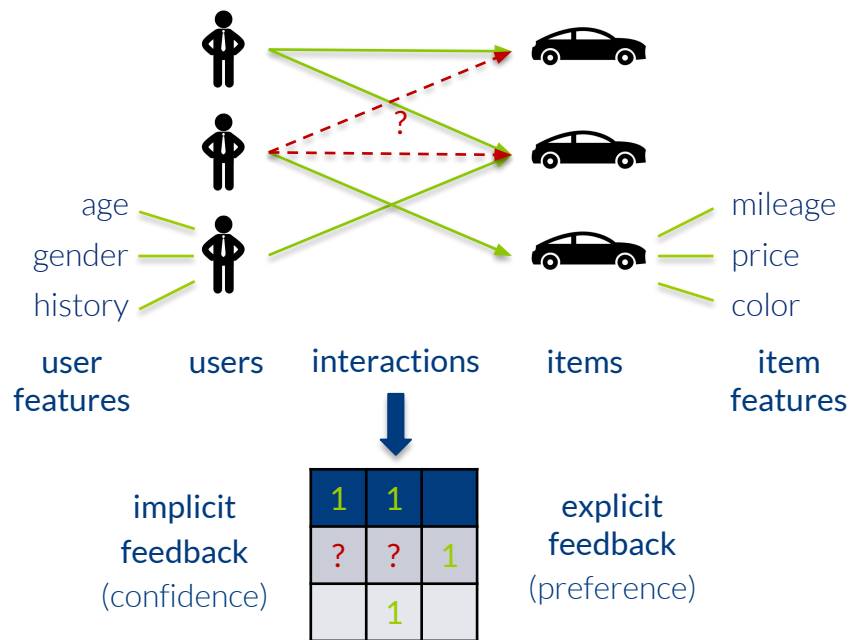 ?
age
gender
history
mileage
price
color
user
features
users
interactions
items
item
features
implicit
feedback
(confidence)
1 1
? ? 1
1
explicit
feedback
(preference)